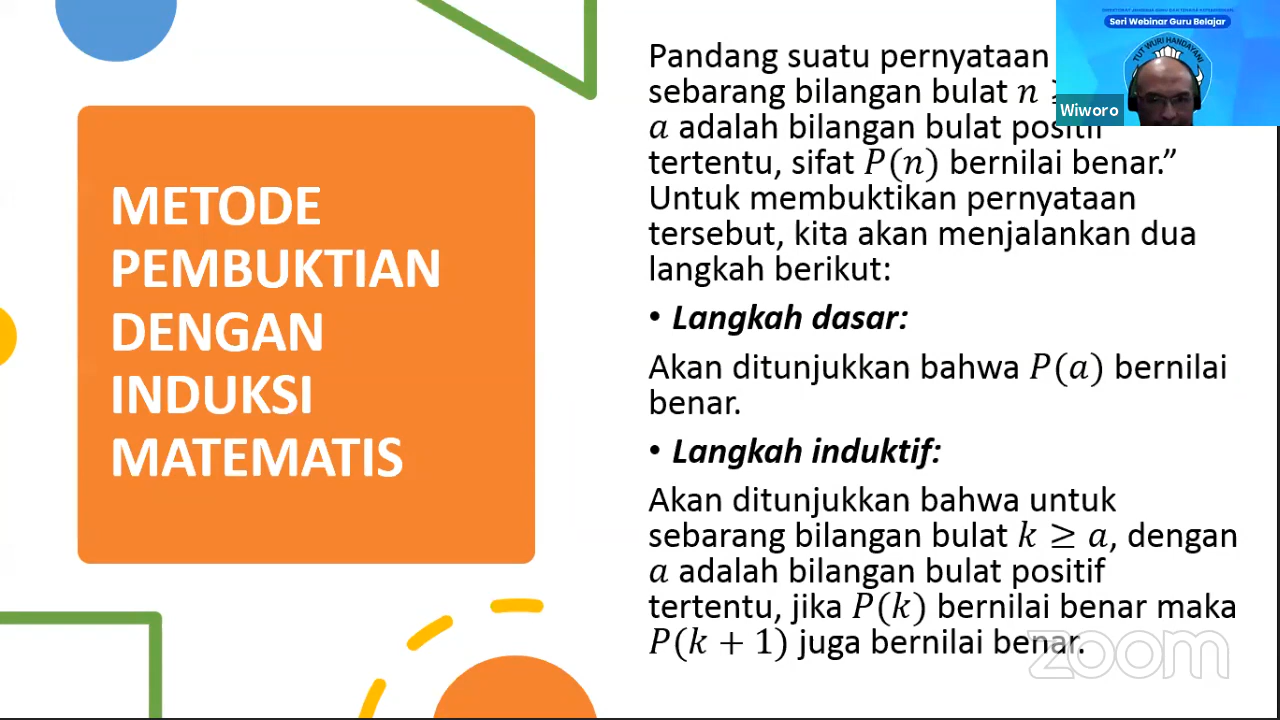 METODE
PEMBUKTIAN
DENGAN
INDUKSI
MATEMATIS
Pandang suatu pernyataan
sebarang bilangan bulat n
a adalah bilangan bulat positif
tertentu, sifat P(n) bernilai benar.”
Untuk membuktikan pernyataan
tersebut, kita akan menjalankan dua
langkah berikut:
• Langkah dasar:
Akan ditunjukkan bahwa P(a) bernilai
benar.
• Langkah induktif:
Akan ditunjukkan bahwa untuk
sebarang bilangan bulat k ≥ a, dengan
a adalah bilangan bulat positif
tertentu, jika P(k) bernilai benar maka
P(k + 1) juga bernilai benar.
Seri Webinar Guru Belajar
TUT WURI HANDAYANI
Wiworo
zoom